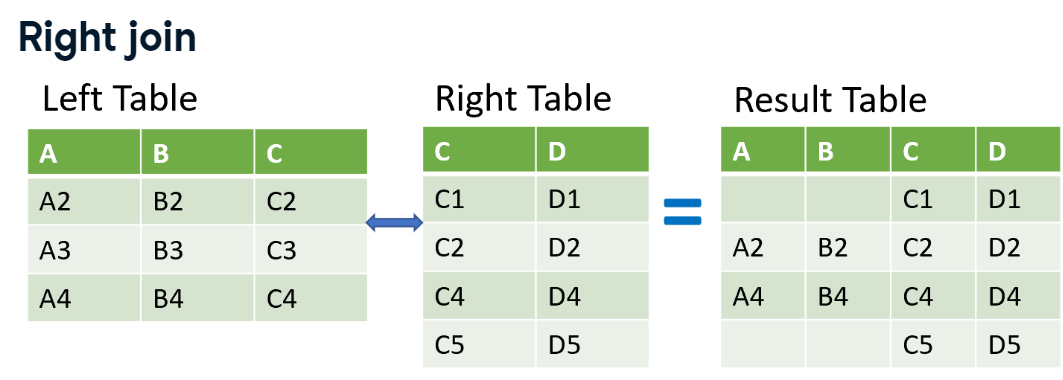 Right join
Left Table
A B C
A2 B2 C2
A3 B3 C3
A4 B4 C4
Right Table
C D
C1 D1
C2 D2
C4 D4
C5 D5
=
Result Table
A B C D
C1 D1
A2 B2 C2 D2
A4 B4 C4 D4
C5 D5